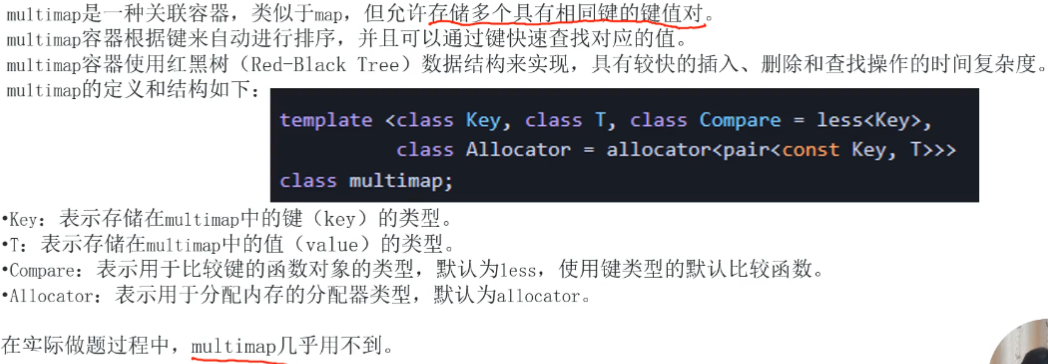 multimap是一种关联容器，类似于map，但允许存储多个具有相同键的键值对。
multimap容器根据键来自动进行排序，并且可以通过键快速查找对应的值。
multimap容器使用红黑树（Red-Black Tree）数据结构来实现，具有较快的插入、删除和查找操作的时间复杂度。
multimap的定义和结构如下：
template <class Key, class T, class Compare = less<Key>,
class Allocator = allocator<pair<const Key, T>>>
class multimap;
•Key：表示存储在multimap中的键（key）的类型。
•T：表示存储在multimap中的值（value）的类型。
•Compare：表示用于比较键的函数对象的类型，默认为less，使用键类型的默认比较函数。
•Allocator：表示用于分配内存的分配器类型，默认为allocator。
在实际做题过程中，multimap几乎用不到。